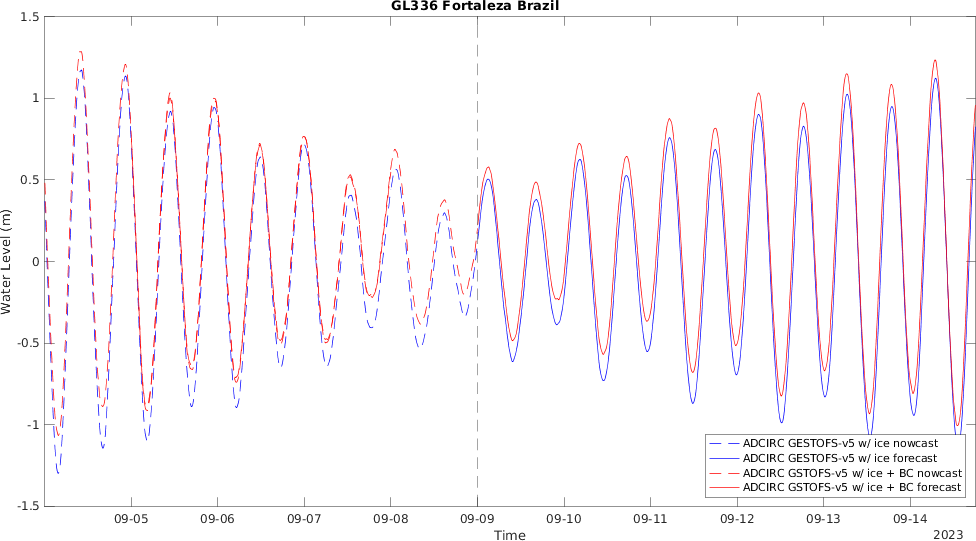 GL336 Fortaleza Brazil
1.5
1
0.5
0
-0.5
-1
-1.5
Water Level (m)
ADCIRC GESTOFS-v5 w/ ice nowcast
ADCIRC GESTOFS-v5 w/ ice forecast
ADCIRC GSTOFS-v5 w/ ice + BC nowcast
ADCIRC GSTOFS-v5 w/ ice + BC forecast
09-05 09-06 09-07 09-08 09-09 09-10 09-11 09-12 09-13 09-14
Time
2023